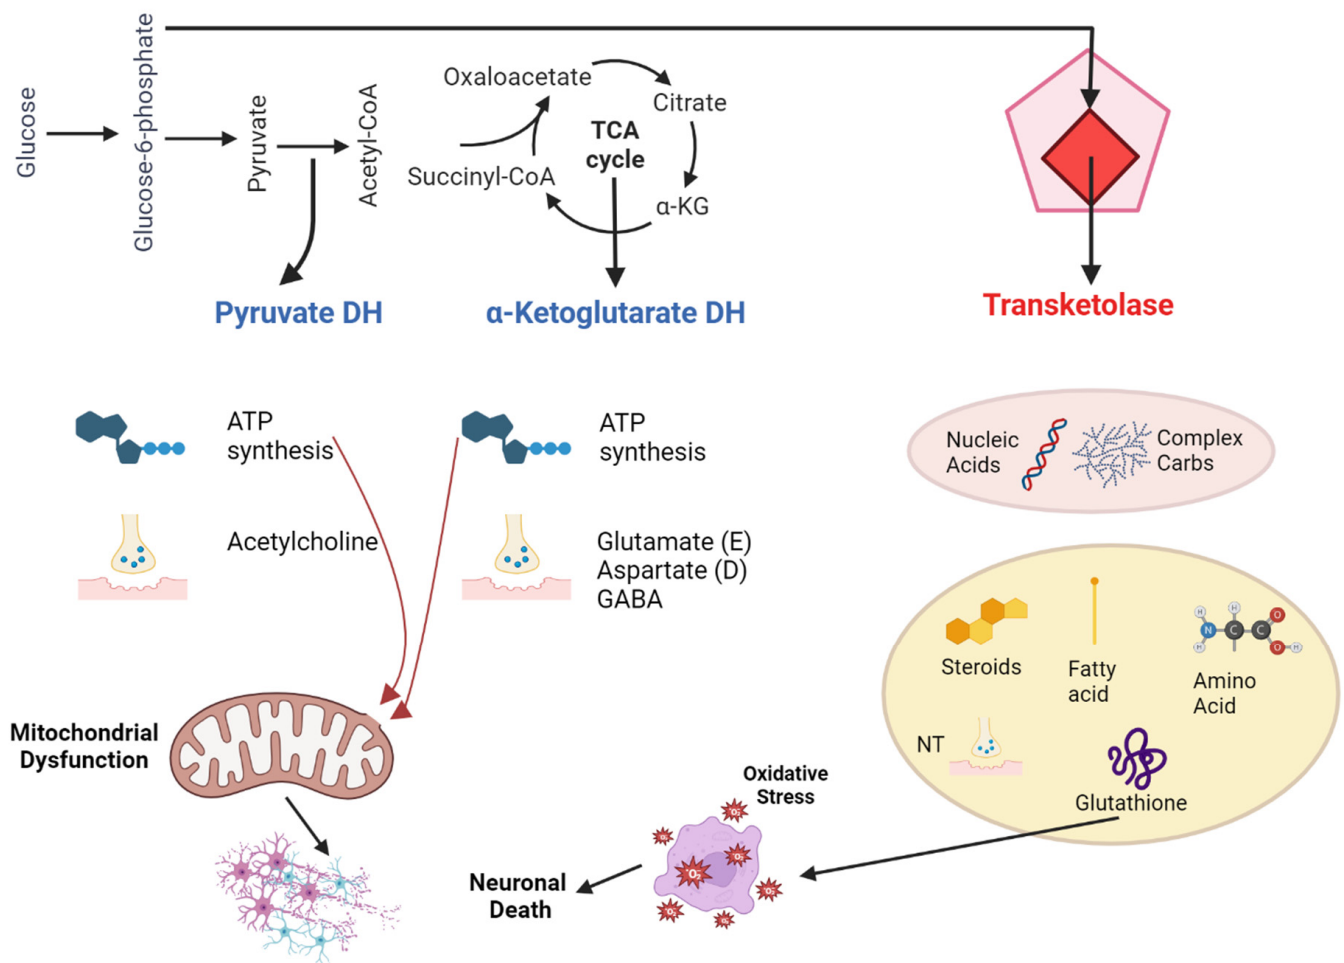 Glucose
Glucose-6-phosphate
Pyruvate
Acetyl-CoA
Oxaloacetate
Citrate
TCA
cycle
Succinyl-CoA
α-KG
Pyruvate DH
α-Ketoglutarate DH
Transketolase
ATP
synthesis
Acetylcholine
ATP
synthesis
Glutamate (E)
Aspartate (D)
GABA
Nucleic
Acids
Complex
Carbs
Steroids
Fatty
acid
H
H
N
H
C
C
O
O
H
Amino
Acid
NT
Glutathione
Mitochondrial
Dysfunction
Oxidative
Stress
Neuronal
Death